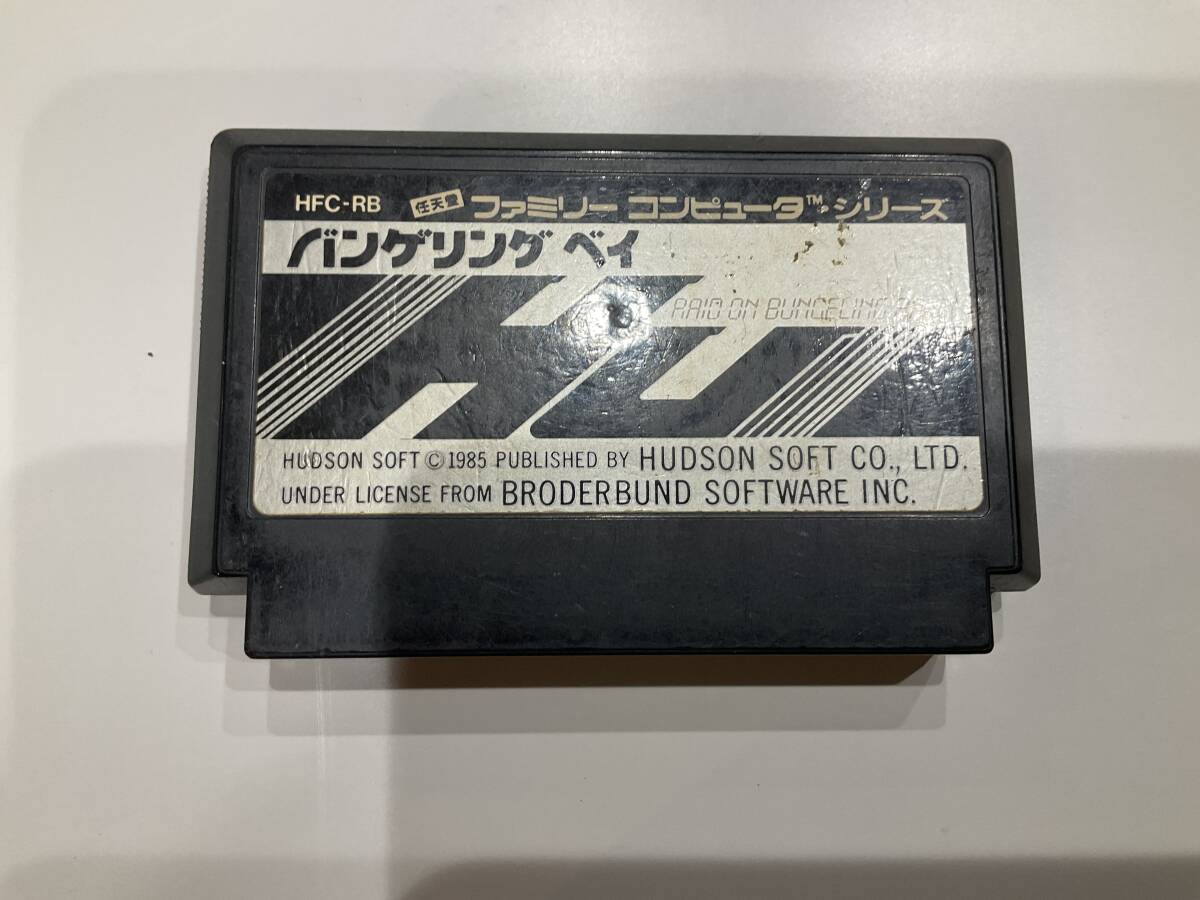 HFC-RB 任天堂 ファミリー コンピュータ™ シリーズ
バンゲリング ベイ
RAID ON BUNGELING
HUDSON SOFT © 1985 PUBLISHED BY HUDSON SOFT CO., LTD.
UNDER LICENSE FROM BRODERBUND SOFTWARE INC.